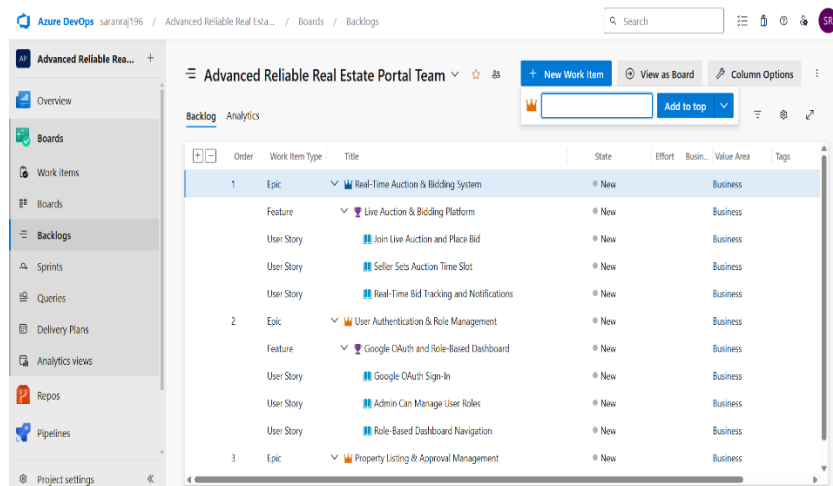 Azure DevOps saranraj196 / Advanced Reliable Real Esta... / Boards / Backlogs Search SR
AP Advanced Reliable Rea... +
Overview
Boards
Work items
Boards
Backlogs
Sprints
Queries
Delivery Plans
Analytics views
Repos
Pipelines
Project settings
Advanced Reliable Real Estate Portal Team
+ New Work Item View as Board Column Options
Add to top
Backlog Analytics
Order Work Item Type Title State Effort Busin... Value Area Tags
1 Epic Real-Time Auction & Bidding System New Business
Feature Live Auction & Bidding Platform New Business
User Story Join Live Auction and Place Bid New Business
User Story Seller Sets Auction Time Slot New Business
User Story Real-Time Bid Tracking and Notifications New Business
2 Epic User Authentication & Role Management New Business
Feature Google OAuth and Role-Based Dashboard New Business
User Story Google OAuth Sign-In New Business
User Story Admin Can Manage User Roles New Business
User Story Role-Based Dashboard Navigation New Business
3 Epic Property Listing & Approval Management New Business